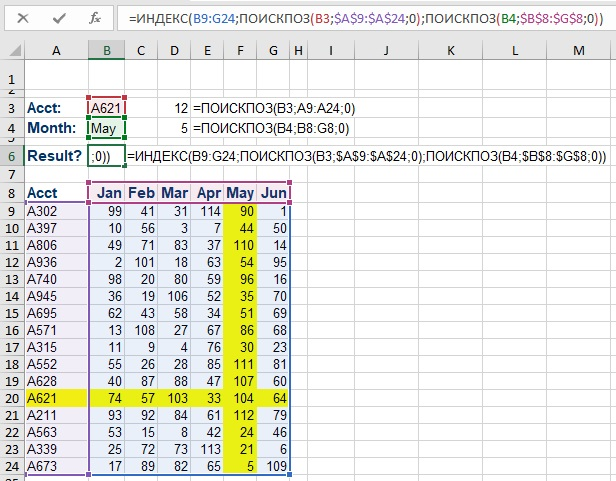 fx =ИНДЕКС(B9:G24;ПОИСКПОЗ(B3;$A$9:$A$24;0);ПОИСКПОЗ(B4;$B$8:$G$8;0))
A B C D E F G H I J K L M
1
2
3 Acct: A621 12 =ПОИСКПОЗ(B3;A9:A24;0)
4 Month: May 5 =ПОИСКПОЗ(B4;B8:G8;0)
6 Result? ;0)) =ИНДЕКС(B9:G24;ПОИСКПОЗ(B3;$A$9:$A$24;0);ПОИСКПОЗ(B4;$B$8:$G$8;0))
7
8 Acct Jan Feb Mar Apr May Jun
9 A302 99 41 31 114 90 1
10 A397 10 56 3 7 44 50
11 A806 49 71 83 37 110 14
12 A936 2 101 18 63 54 95
13 A740 98 20 80 59 96 16
14 A945 36 19 106 52 35 70
15 A695 62 43 58 34 51 69
16 A571 13 108 27 67 86 68
17 A315 11 9 4 76 30 23
18 A552 55 26 28 85 111 81
19 A628 40 87 88 47 107 60
20 A621 74 57 103 33 104 64
21 A211 93 92 84 61 112 79
22 A563 53 15 8 42 24 46
23 A339 25 72 73 113 21 6
24 A673 17 89 82 65 5 109